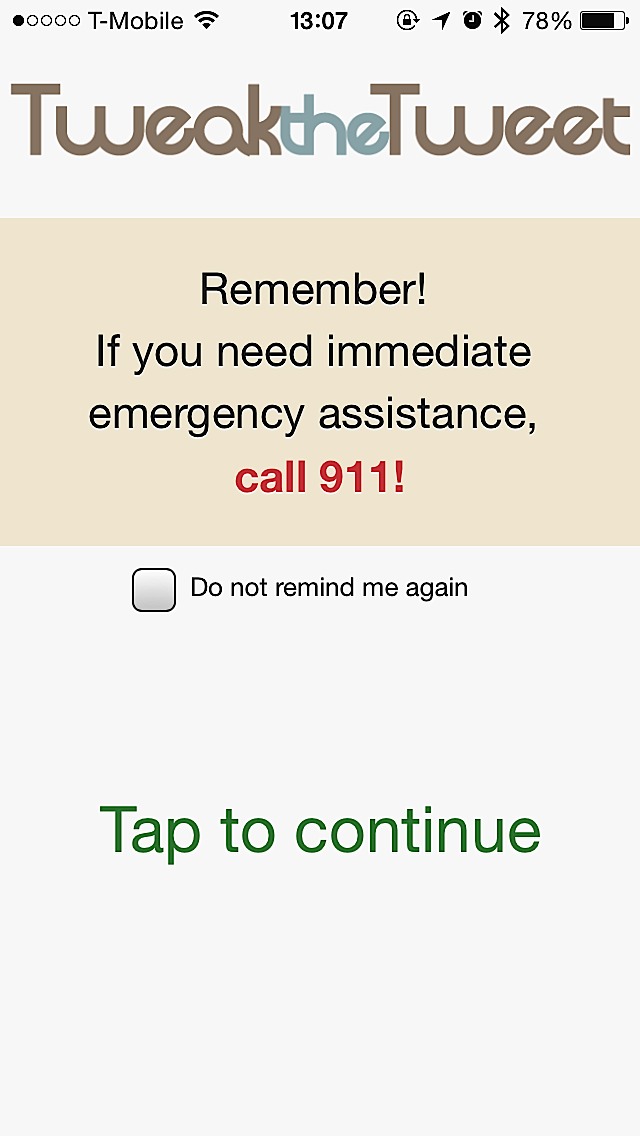 T-Mobile 13:07 78%
TweaktheTweet
Remember!
If you need immediate
emergency assistance,
call 911!
Do not remind me again
Tap to continue